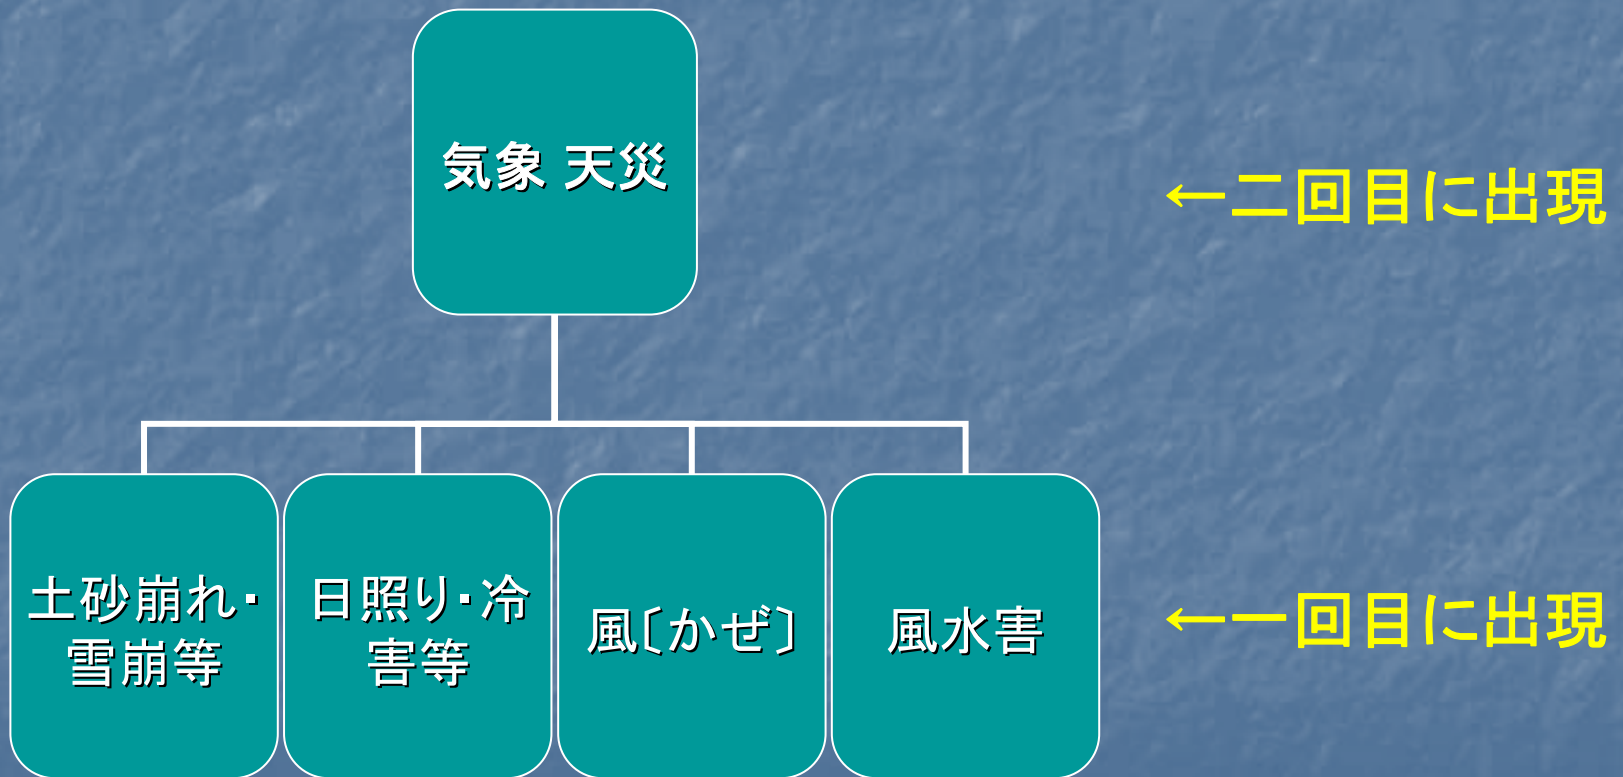 気象 天災
←二回目に出現
土砂崩れ・
雪崩等
日照り・冷
害等
風〔かぜ〕
風水害
←一回目に出現